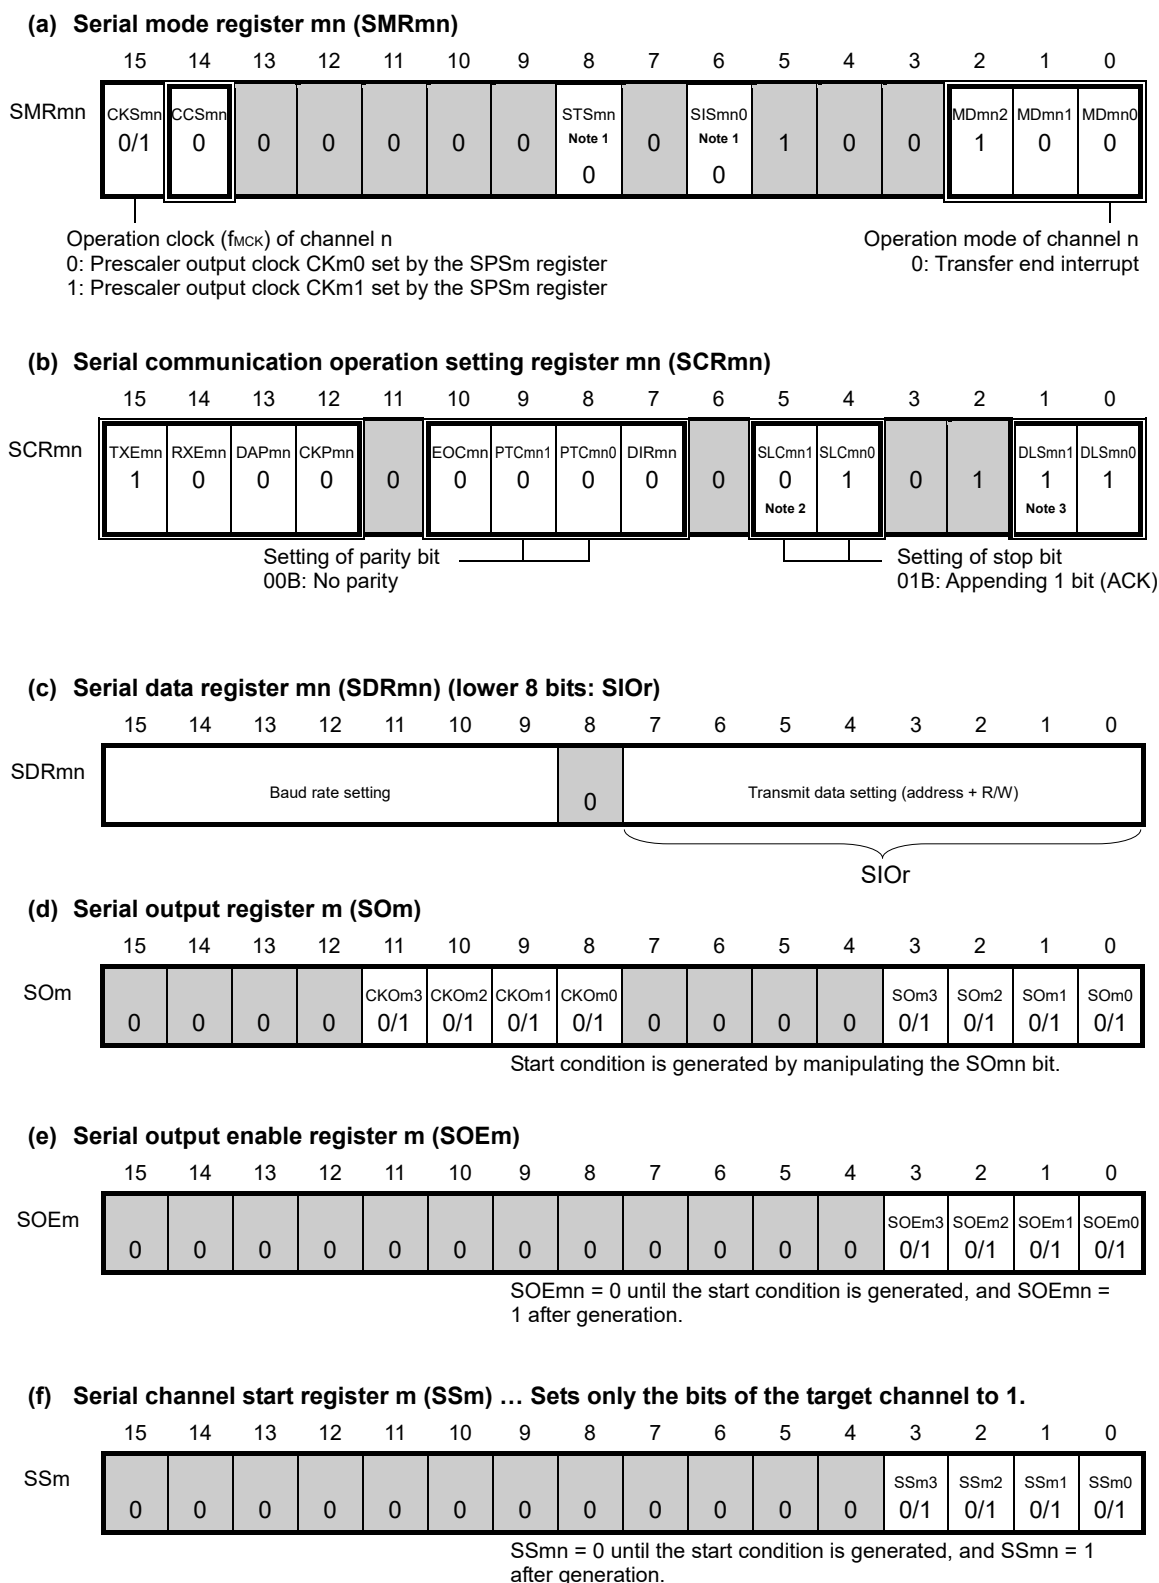 (a) Serial mode register mn (SMRmn)
15 14 13 12 11 10 9 8 7 6 5 4 3 2 1 0
SMRmn
CKSmn CCSmn STSmn SISmn0 MDmn2 MDmn1 MDmn0
Note 1 Note 1
0/1 0 0 0 0 0 0 0 0 0 1 0 0 1 0 0
Operation clock (fMCK) of channel n
0: Prescaler output clock CKm0 set by the SPSm register
1: Prescaler output clock CKm1 set by the SPSm register
Operation mode of channel n
0: Transfer end interrupt
(b) Serial communication operation setting register mn (SCRmn)
15 14 13 12 11 10 9 8 7 6 5 4 3 2 1 0
SCRmn
TXEmn RXEmn DAPmn CKPmn EOCmn PTCmn1 PTCmn0 DIRmn SLCmn1 SLCmn0 DLSmn1 DLSmn0
1 0 0 0 0 0 0 0 0 0 0 1 0 1 1 1
Note 2 Note 3
Setting of parity bit
00B: No parity
Setting of stop bit
01B: Appending 1 bit (ACK)
(c) Serial data register mn (SDRmn) (lower 8 bits: SIOr)
15 14 13 12 11 10 9 8 7 6 5 4 3 2 1 0
SDRmn
Baud rate setting 0 Transmit data setting (address + R/W)
SIOr
(d) Serial output register m (SOm)
15 14 13 12 11 10 9 8 7 6 5 4 3 2 1 0
SOm
CKOm3 CKOm2 CKOm1 CKOm0 SOm3 SOm2 SOm1 SOm0
0 0 0 0 0/1 0/1 0/1 0/1 0 0 0 0 0/1 0/1 0/1 0/1
Start condition is generated by manipulating the SOmn bit.
(e) Serial output enable register m (SOEm)
15 14 13 12 11 10 9 8 7 6 5 4 3 2 1 0
SOEm
SOEm3 SOEm2 SOEm1 SOEm0
0 0 0 0 0 0 0 0 0 0 0 0 0/1 0/1 0/1 0/1
SOEmn = 0 until the start condition is generated, and SOEmn =
1 after generation.
(f) Serial channel start register m (SSm) … Sets only the bits of the target channel to 1.
15 14 13 12 11 10 9 8 7 6 5 4 3 2 1 0
SSm
SSm3 SSm2 SSm1 SSm0
0 0 0 0 0 0 0 0 0 0 0 0 0/1 0/1 0/1 0/1
SSmn = 0 until the start condition is generated, and SSmn = 1
after generation.